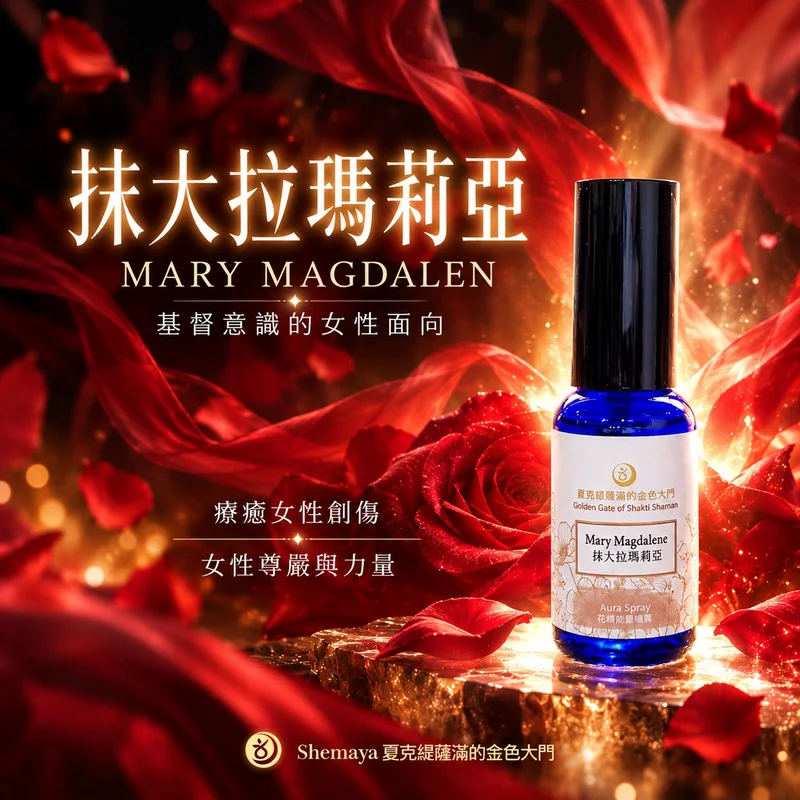 抹大拉瑪莉亞
MARY MAGDALEN
基督意識的女性面向
療癒女性創傷
女性尊嚴與力量
夏克緹薩滿的金色大門
Golden Gate of Shakti Shaman
Mary Magdalene
抹大拉瑪莉亞
Aura Spray
花精能量噴霧
Shemaya 夏克緹薩滿的金色大門